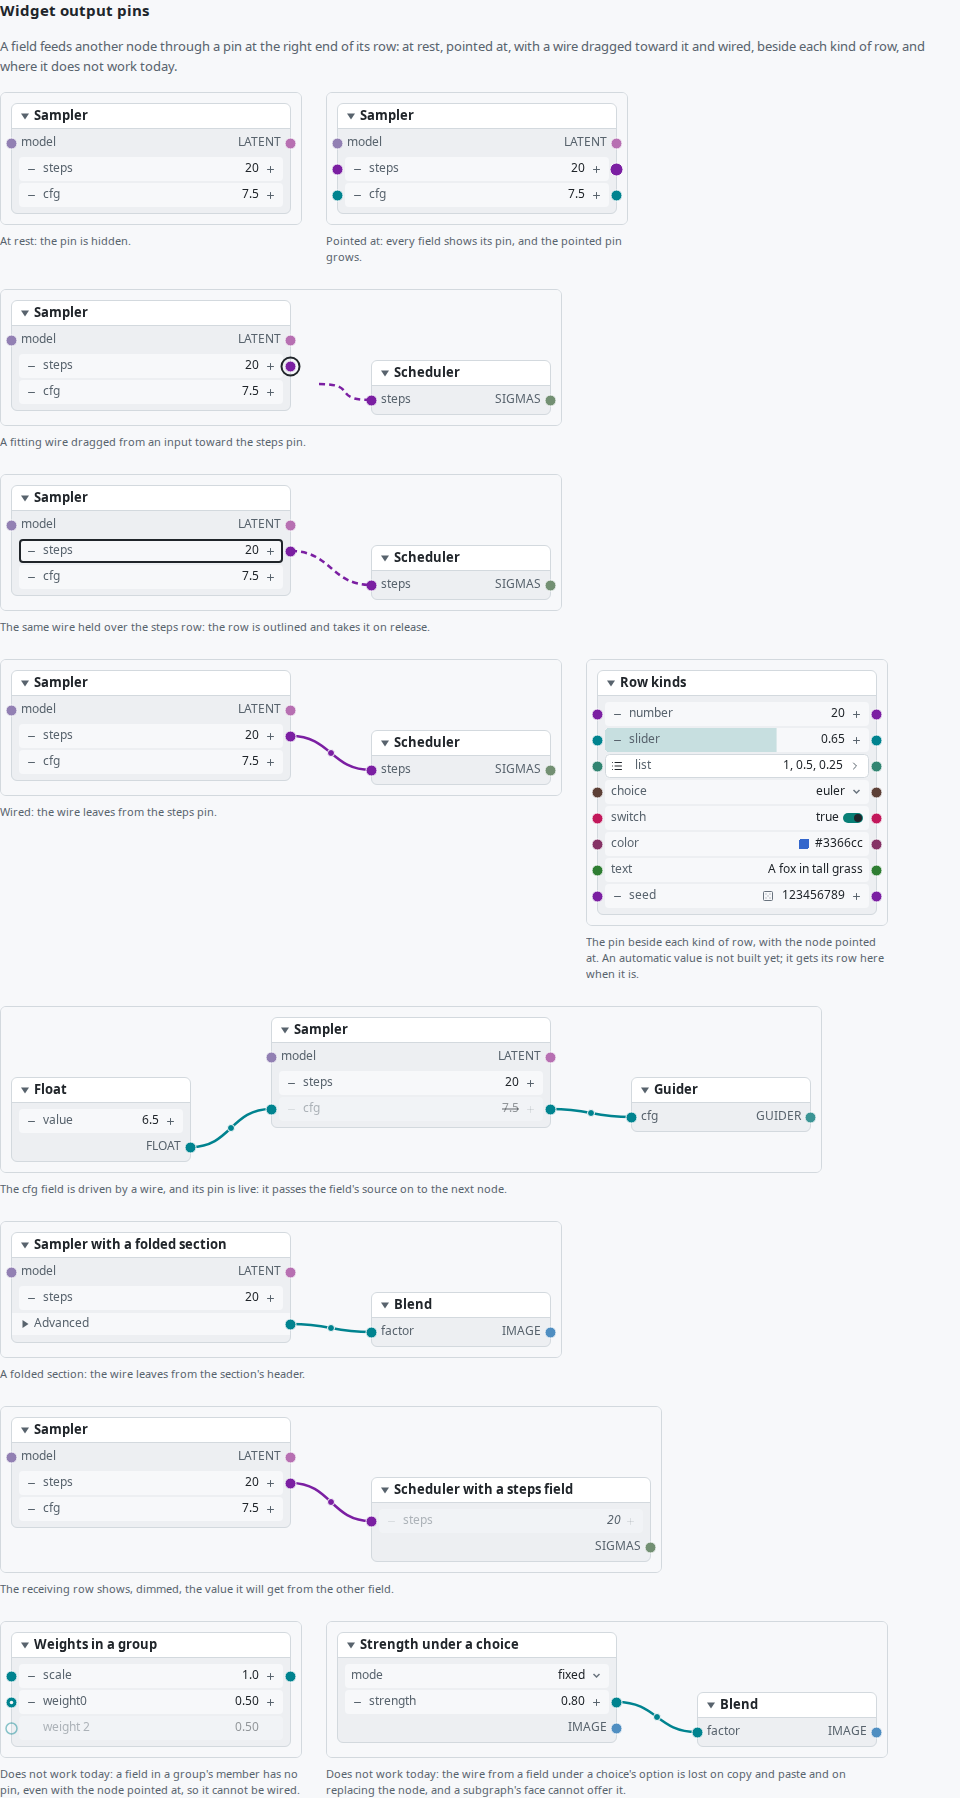 Widget output pins
A field feeds another node through a pin at the right end of its row: at rest, pointed at, with a wire dragged toward it and wired, beside each kind of row, and
where it does not work today.
Sampler
model LATENT
– steps 20 +
– cfg 7.5 +
At rest: the pin is hidden.
Sampler
model LATENT
– steps 20 +
– cfg 7.5 +
Pointed at: every field shows its pin, and the pointed pin
grows.
Sampler
model LATENT
– steps 20 +
– cfg 7.5 +
Scheduler
steps SIGMAS
A fitting wire dragged from an input toward the steps pin.
Sampler
model LATENT
– steps 20 +
– cfg 7.5 +
Scheduler
steps SIGMAS
The same wire held over the steps row: the row is outlined and takes it on release.
Sampler
model LATENT
– steps 20 +
– cfg 7.5 +
Scheduler
steps SIGMAS
Wired: the wire leaves from the steps pin.
Row kinds
– number 20 +
– slider 0.65 +
list 1, 0.5, 0.25
choice euler
switch true
color #3366cc
text A fox in tall grass
– seed 123456789 +
The pin beside each kind of row, with the node pointed
at. An automatic value is not built yet; it gets its row here
when it is.
Float
– value 6.5 +
FLOAT
Sampler
model LATENT
– steps 20 +
– cfg 7.5 +
Guider
cfg GUIDER
The cfg field is driven by a wire, and its pin is live: it passes the field's source on to the next node.
Sampler with a folded section
model LATENT
– steps 20 +
Advanced
Blend
factor IMAGE
A folded section: the wire leaves from the section's header.
Sampler
model LATENT
– steps 20 +
– cfg 7.5 +
Scheduler with a steps field
– steps 20 +
SIGMAS
The receiving row shows, dimmed, the value it will get from the other field.
Weights in a group
– scale 1.0 +
– weight0 0.50 +
weight 2 0.50
Does not work today: a field in a group's member has no
pin, even with the node pointed at, so it cannot be wired.
Strength under a choice
mode fixed
– strength 0.80 +
IMAGE
Blend
factor IMAGE
Does not work today: the wire from a field under a choice's option is lost on copy and paste and on
replacing the node, and a subgraph's face cannot offer it.